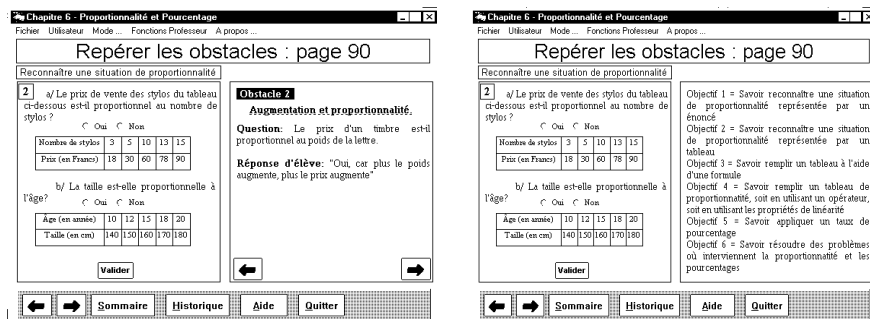 Chapitre 6 - Proportionnalité et Pourcentage
Fichier Utilisateur Mode ... Fonctions Professeur A propos ...
Repérer les obstacles : page 90
Reconnaître une situation de proportionnalité
2 a/ Le prix de vente des stylos du tableau
ci-dessous est-il proportionnel au nombre de
stylos ?
Oui Non
Nombre de stylos 3 5 10 13 15
Prix (en Francs) 18 30 60 78 90
b/ La taille est-elle proportionnelle à
l'âge?
Oui Non
Âge (en année) 10 12 15 18 20
Taille (en cm) 140 150 160 170 180
Valider
Obstacle 2
Augmentation et proportionnalité.
Question: Le prix d'un timbre est-il
proportionnel au poids de la lettre.
Réponse d'élève: "Oui, car plus le poids
augmente, plus le prix augmente"
Sommaire Historique Aide Quitter
Chapitre 6 - Proportionnalité et Pourcentage
Fichier Utilisateur Mode ... Fonctions Professeur A propos ...
Repérer les obstacles : page 90
Reconnaître une situation de proportionnalité
2 a/ Le prix de vente des stylos du tableau
ci-dessous est-il proportionnel au nombre de
stylos ?
Oui Non
Nombre de stylos 3 5 10 13 15
Prix (en Francs) 18 30 60 78 90
b/ La taille est-elle proportionnelle à
l'âge?
Oui Non
Âge (en année) 10 12 15 18 20
Taille (en cm) 140 150 160 170 180
Valider
Objectif 1 = Savoir reconnaître une situation
de proportionnalité représentée par un
énoncé
Objectif 2 = Savoir reconnaître une situation
de proportionnalité représentée par un
tableau
Objectif 3 = Savoir remplir un tableau à l'aide
d'une formule
Objectif 4 = Savoir remplir un tableau de
proportionnatité, soit en utilisant un opérateur,
soit en utilisant les propriétés de linéarité
Objectif 5 = Savoir appliquer un taux de
pourcentage
Objectif 6 = Savoir résoudre des problèmes
où interviennent la proportionnatité et les
pourcentages
Sommaire Historique Aide Quitter